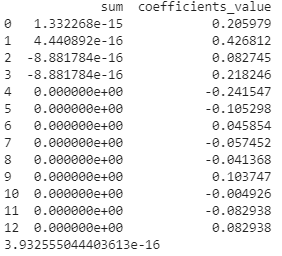 sum coefficients_value
0 1.332268e-15 0.205979
1 4.440892e-16 0.426812
2 -8.881784e-16 0.082745
3 -8.881784e-16 0.218246
4 0.000000e+00 -0.241547
5 0.000000e+00 -0.105298
6 0.000000e+00 0.045854
7 0.000000e+00 -0.057452
8 0.000000e+00 -0.041368
9 0.000000e+00 0.103747
10 0.000000e+00 -0.004926
11 0.000000e+00 -0.082938
12 0.000000e+00 0.082938
3.932555044403613e-16